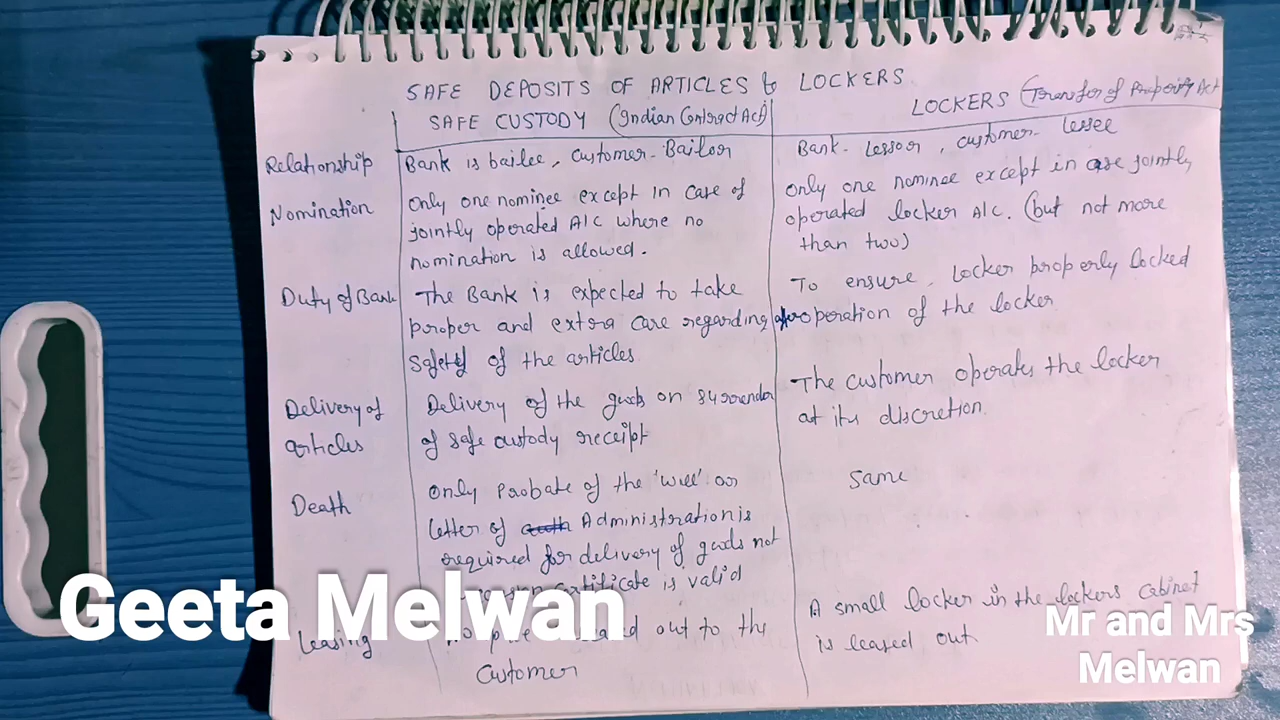 SAFE DEPOSITS OF ARTICLES & LOCKERS
SAFE CUSTODY (Indian Contract Act)
LOCKERS (Transfer of Property Act
Relationship
Bank is bailee, customer-Bailor
Bank- Lessor, customer- lessee
Nomination
Only one nominee except in case of
jointly operated A/C where no
nomination is allowed.
Only one nominee except in case jointly
operated locker A/C. (but not more
than two)
Duty of Bank
The Bank is expected to take
proper and extra care regarding
safety of the articles
To ensure, locker properly locked
operation of the locker
Delivery of
articles
Delivery of the goods on surrender
of safe custody receipt
The customer operates the locker
at its discretion.
Death
Only Probate of the 'will' or
letter of Administration is
required for delivery of goods not
certificate is valid
Same
Leasing
out to the
customer
A small locker in the lockers cabinet
is leased out
Geeta Melwan
Mr and Mrs
Melwan